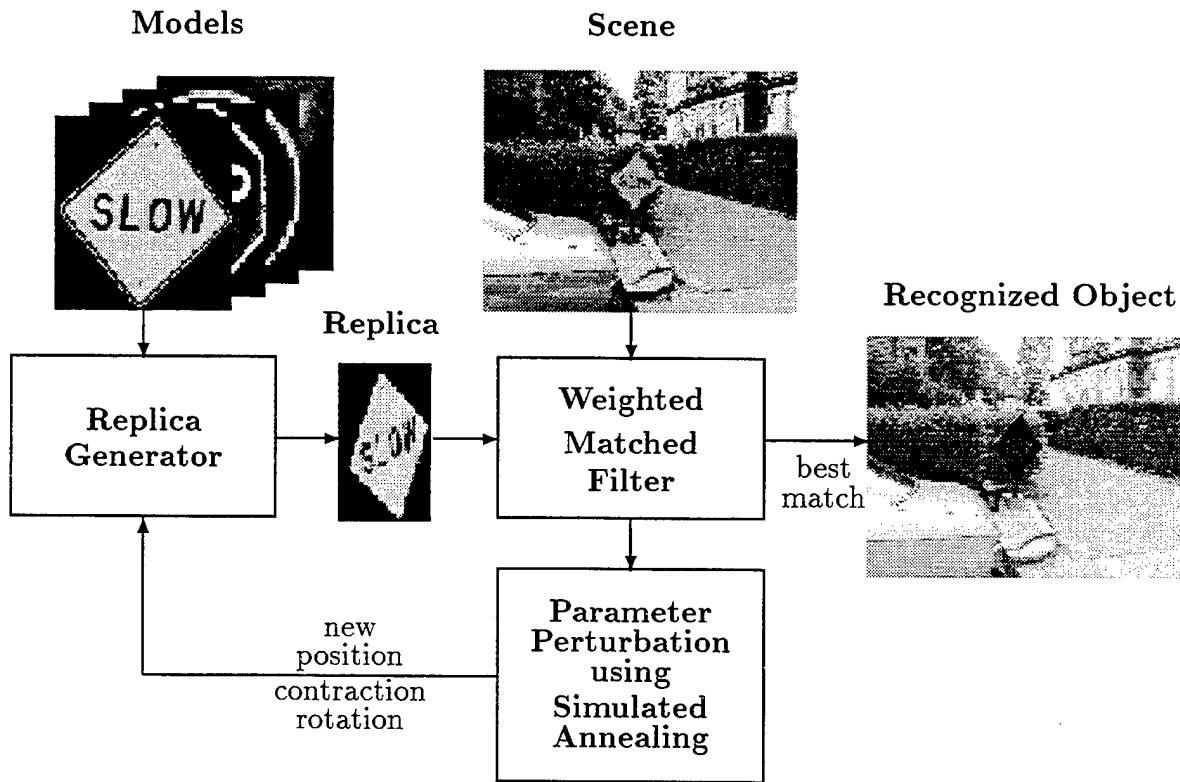 Models
Scene
SLOW
Recognized Object
Replica
Replica
Generator
SLOW
Weighted
Matched
Filter
best
match
new
position
contraction
rotation
Parameter
Perturbation
using
Simulated
Annealing